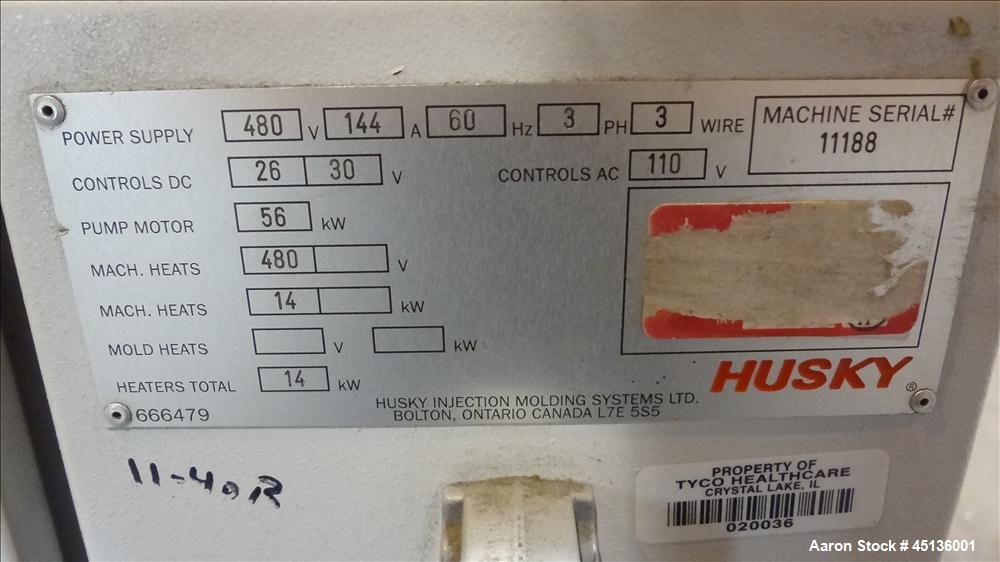 POWER SUPPLY 480 V 144 A 60 Hz 3 PH 3 WIRE
MACHINE SERIAL#
11188
CONTROLS DC 26 30 V CONTROLS AC 110 V
PUMP MOTOR 56 kW
MACH. HEATS 480 V
MACH. HEATS 14 kW
MOLD HEATS V kW
HEATERS TOTAL 14 kW
HUSKY®
666479
HUSKY INJECTION MOLDING SYSTEMS LTD.
BOLTON, ONTARIO CANADA L7E 5S5
PROPERTY OF
TYCO HEALTHCARE
CRYSTAL LAKE, IL
020036
Aaron Stock # 45136001